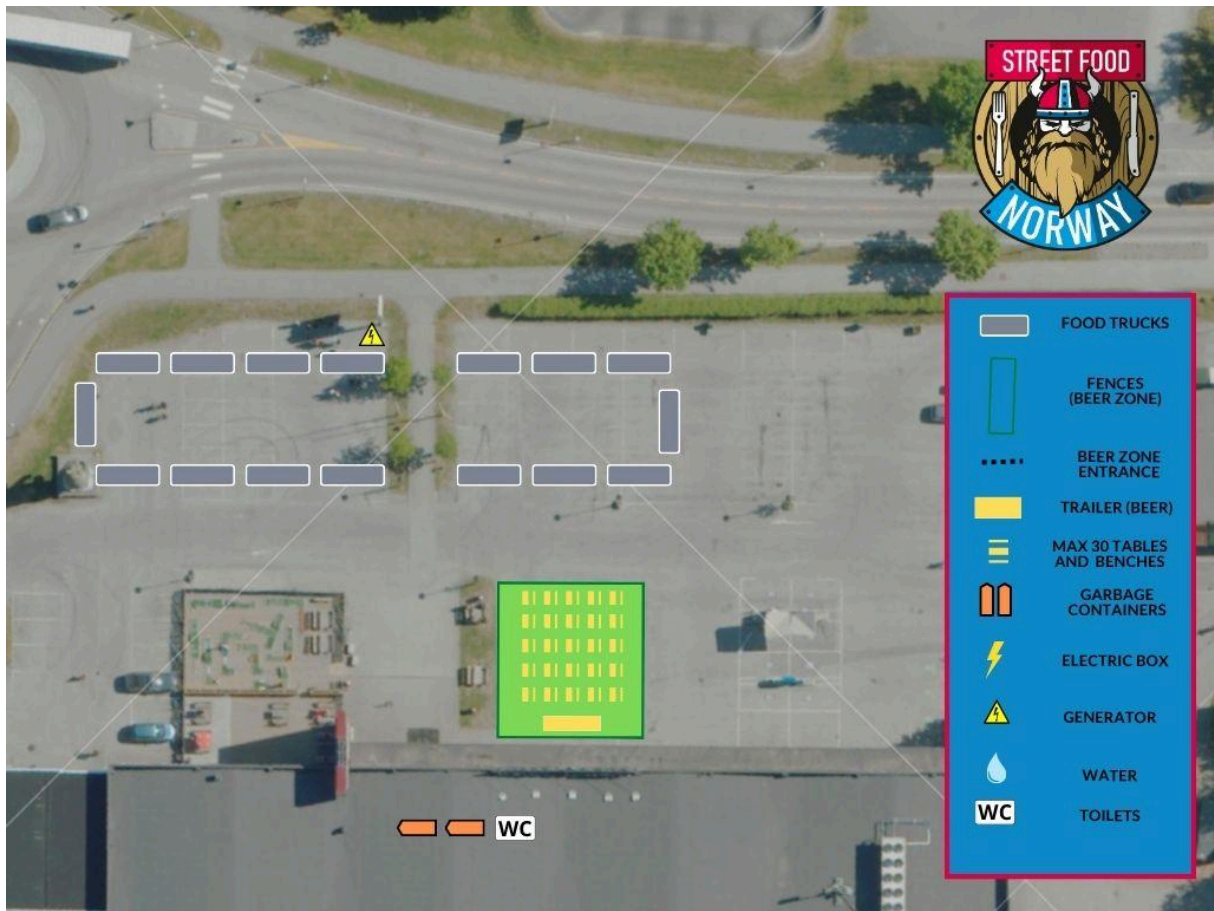 STREET FOOD
NORWAY
FOOD TRUCKS
FENCES
(BEER ZONE)
BEER ZONE
ENTRANCE
TRAILER (BEER)
MAX 30 TABLES
AND BENCHES
GARBAGE
CONTAINERS
ELECTRIC BOX
GENERATOR
WATER
WC
TOILETS
WC